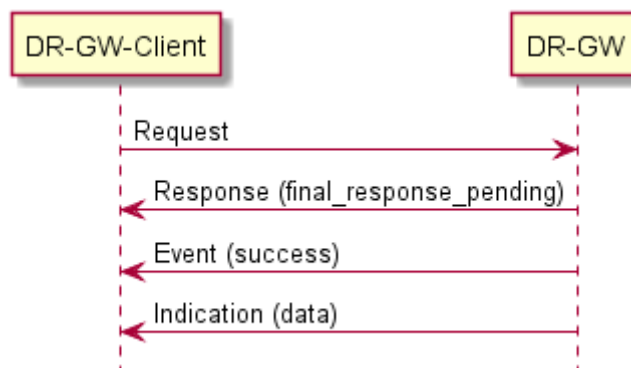 DR-GW-Client
DR-GW
Request
Response (final_response_pending)
Event (success)
Indication (data)